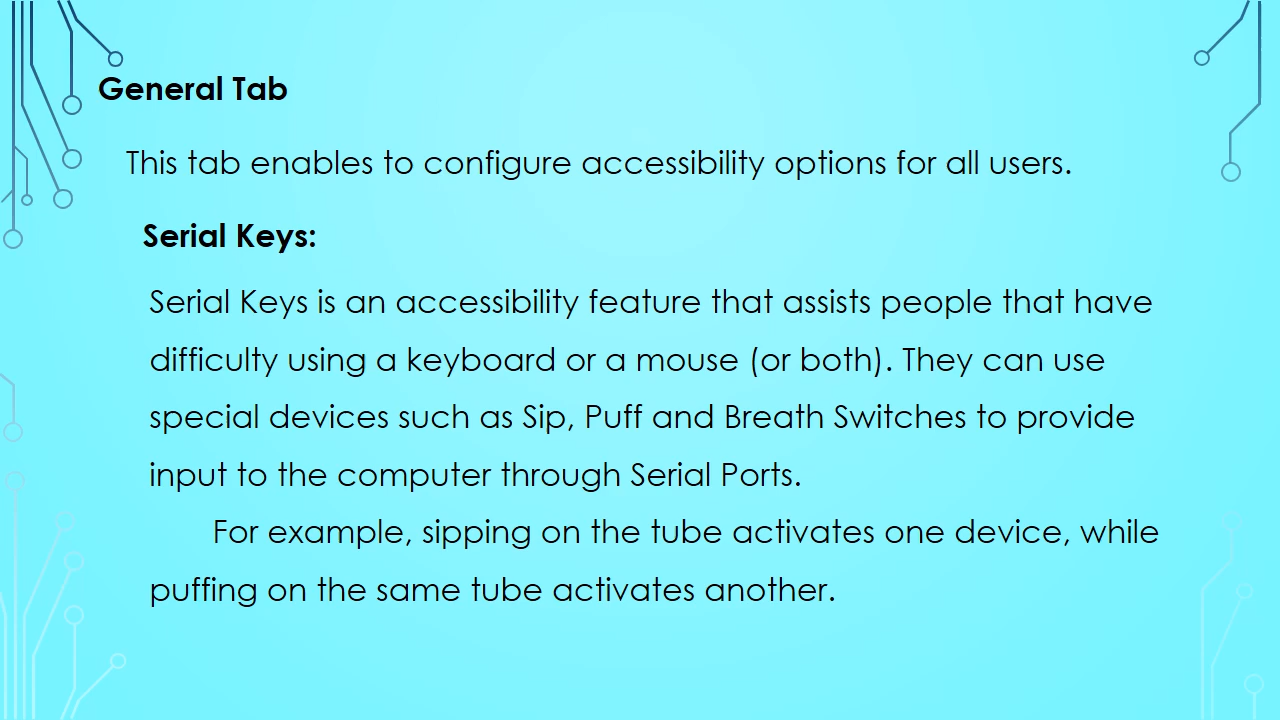 General Tab
This tab enables to configure accessibility options for all users.
Serial Keys:
Serial Keys is an accessibility feature that assists people that have
difficulty using a keyboard or a mouse (or both). They can use
special devices such as Sip, Puff and Breath Switches to provide
input to the computer through Serial Ports.
For example, sipping on the tube activates one device, while
puffing on the same tube activates another.